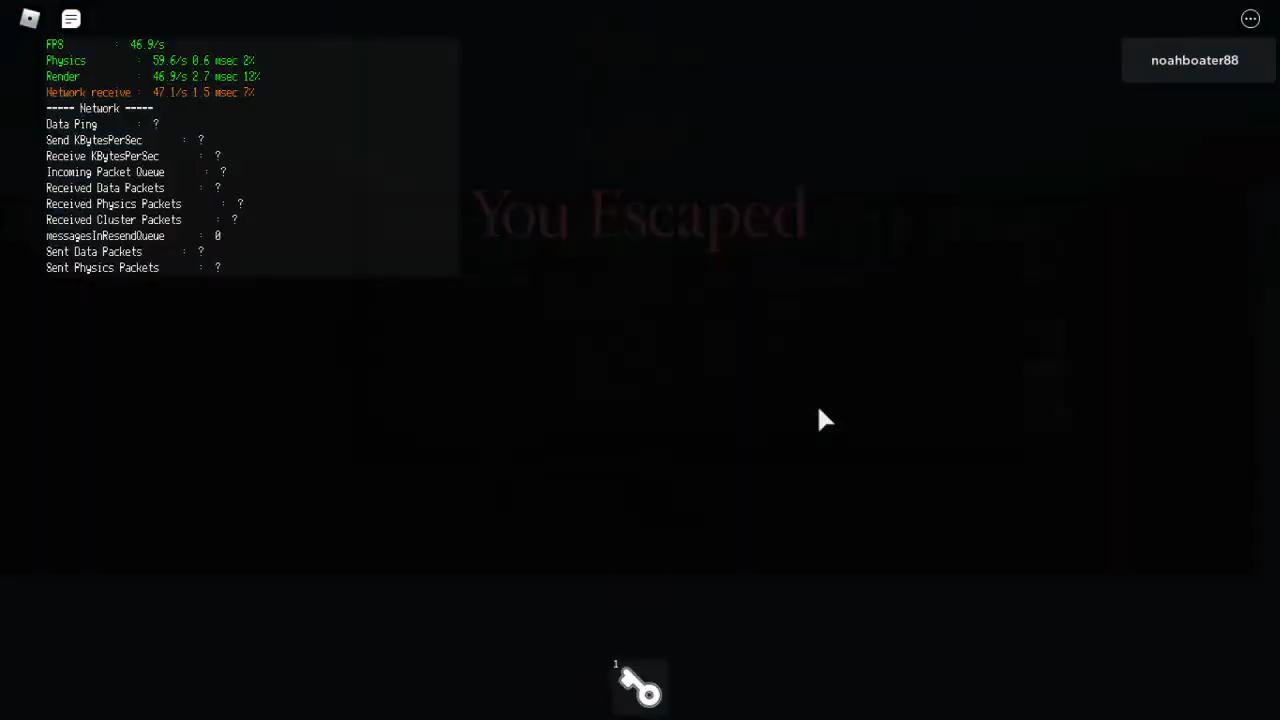 noahboater88
FPS : 46.9/s
Physics : 59.6/s 0.6 msec 2%
Render : 46.9/s 2.7 msec 12%
Network receive : 47.1/s 1.5 msec 7%
----- Network -----
Data Ping : ?
Send KBytesPerSec : ?
Receive KBytesPerSec : ?
Incoming Packet Queue : ?
Received Data Packets : ?
Received Physics Packets : ?
Received Cluster Packets : ?
messagesInResendQueue : 0
Sent Data Packets : ?
Sent Physics Packets : ?
You Escaped
1